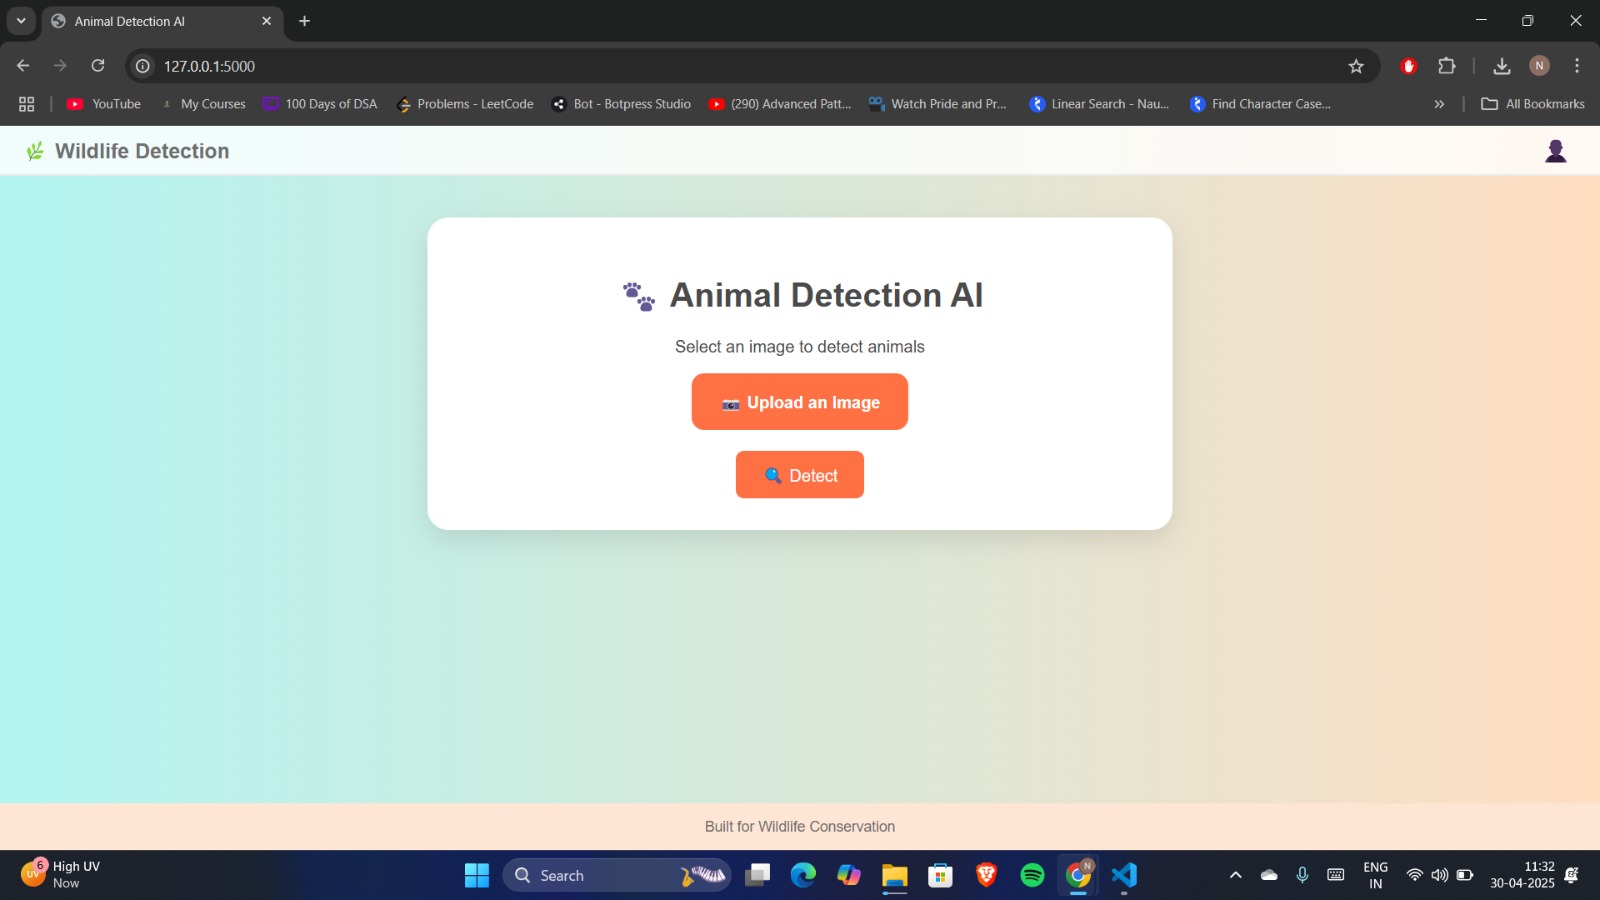 Animal Detection AI
127.0.0.1:5000
YouTube
My Courses
100 Days of DSA
Problems - LeetCode
Bot - Botpress Studio
(290) Advanced Patt...
Watch Pride and Pr...
Linear Search - Nau...
Find Character Case...
All Bookmarks
N
Wildlife Detection
Animal Detection AI
Select an image to detect animals
Upload an Image
Detect
Built for Wildlife Conservation
6
UV
High UV
Now
Search
N
ENG
IN
11:32
30-04-2025